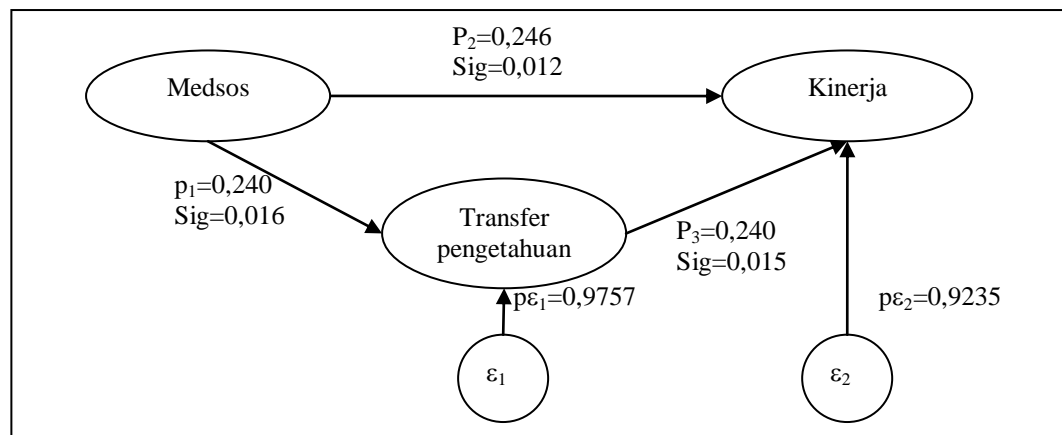 P₂=0,246
Sig=0,012
Medsos
Kinerja
p₁=0,240
Sig=0,016
Transfer
pengetahuan
P₃=0,240
Sig=0,015
pε₁=0,9757
pε₂=0,9235
ε₁
ε₂